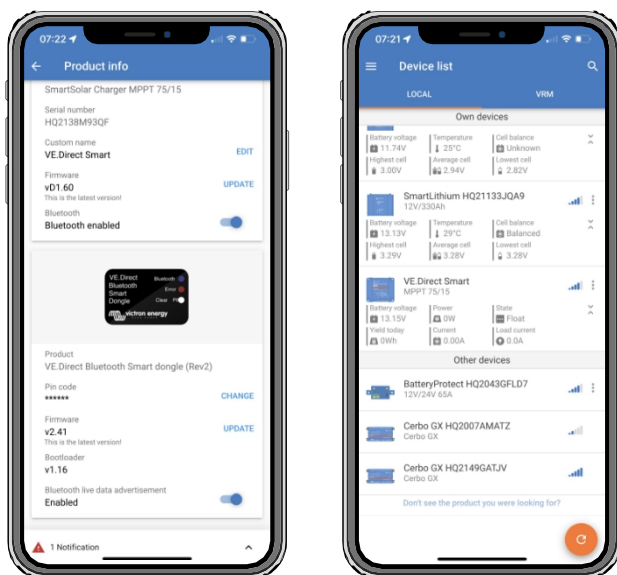 07:22
Product info
SmartSolar Charger MPPT 75/15
Serial number
HQ2138M93QF
Custom name
VE.Direct Smart
EDIT
Firmware
vD1.60
This is the latest version!
UPDATE
Bluetooth
Bluetooth enabled
VE.Direct
Bluetooth
Smart
Dongle
Bluetooth
Error
Clear PIN
victron energy
Product
VE.Direct Bluetooth Smart dongle (Rev2)
Pin code
******
CHANGE
Firmware
v2.41
This is the latest version!
UPDATE
Bootloader
v1.16
Bluetooth live data advertisement
Enabled
1 Notification
07:21
Device list
LOCAL VRM
Own devices
Battery voltage Temperature Cell balance
11.74V 25°C Unknown
Highest cell Average cell Lowest cell
3.00V 2.94V 2.82V
SmartLithium HQ21133JQA9
12V/330Ah
Battery voltage Temperature Cell balance
13.13V 29°C Balanced
Highest cell Average cell Lowest cell
3.29V 3.28V 3.28V
VE.Direct Smart
MPPT 75/15
Battery voltage Power State
13.15V 0W Float
Yield today Current Load current
0Wh 0.00A 0.0A
Other devices
BatteryProtect HQ2043GFLD7
12V/24V 65A
Cerbo GX HQ2007AMATZ
Cerbo GX
Cerbo GX HQ2149GATJV
Cerbo GX
Don't see the product you were looking for?